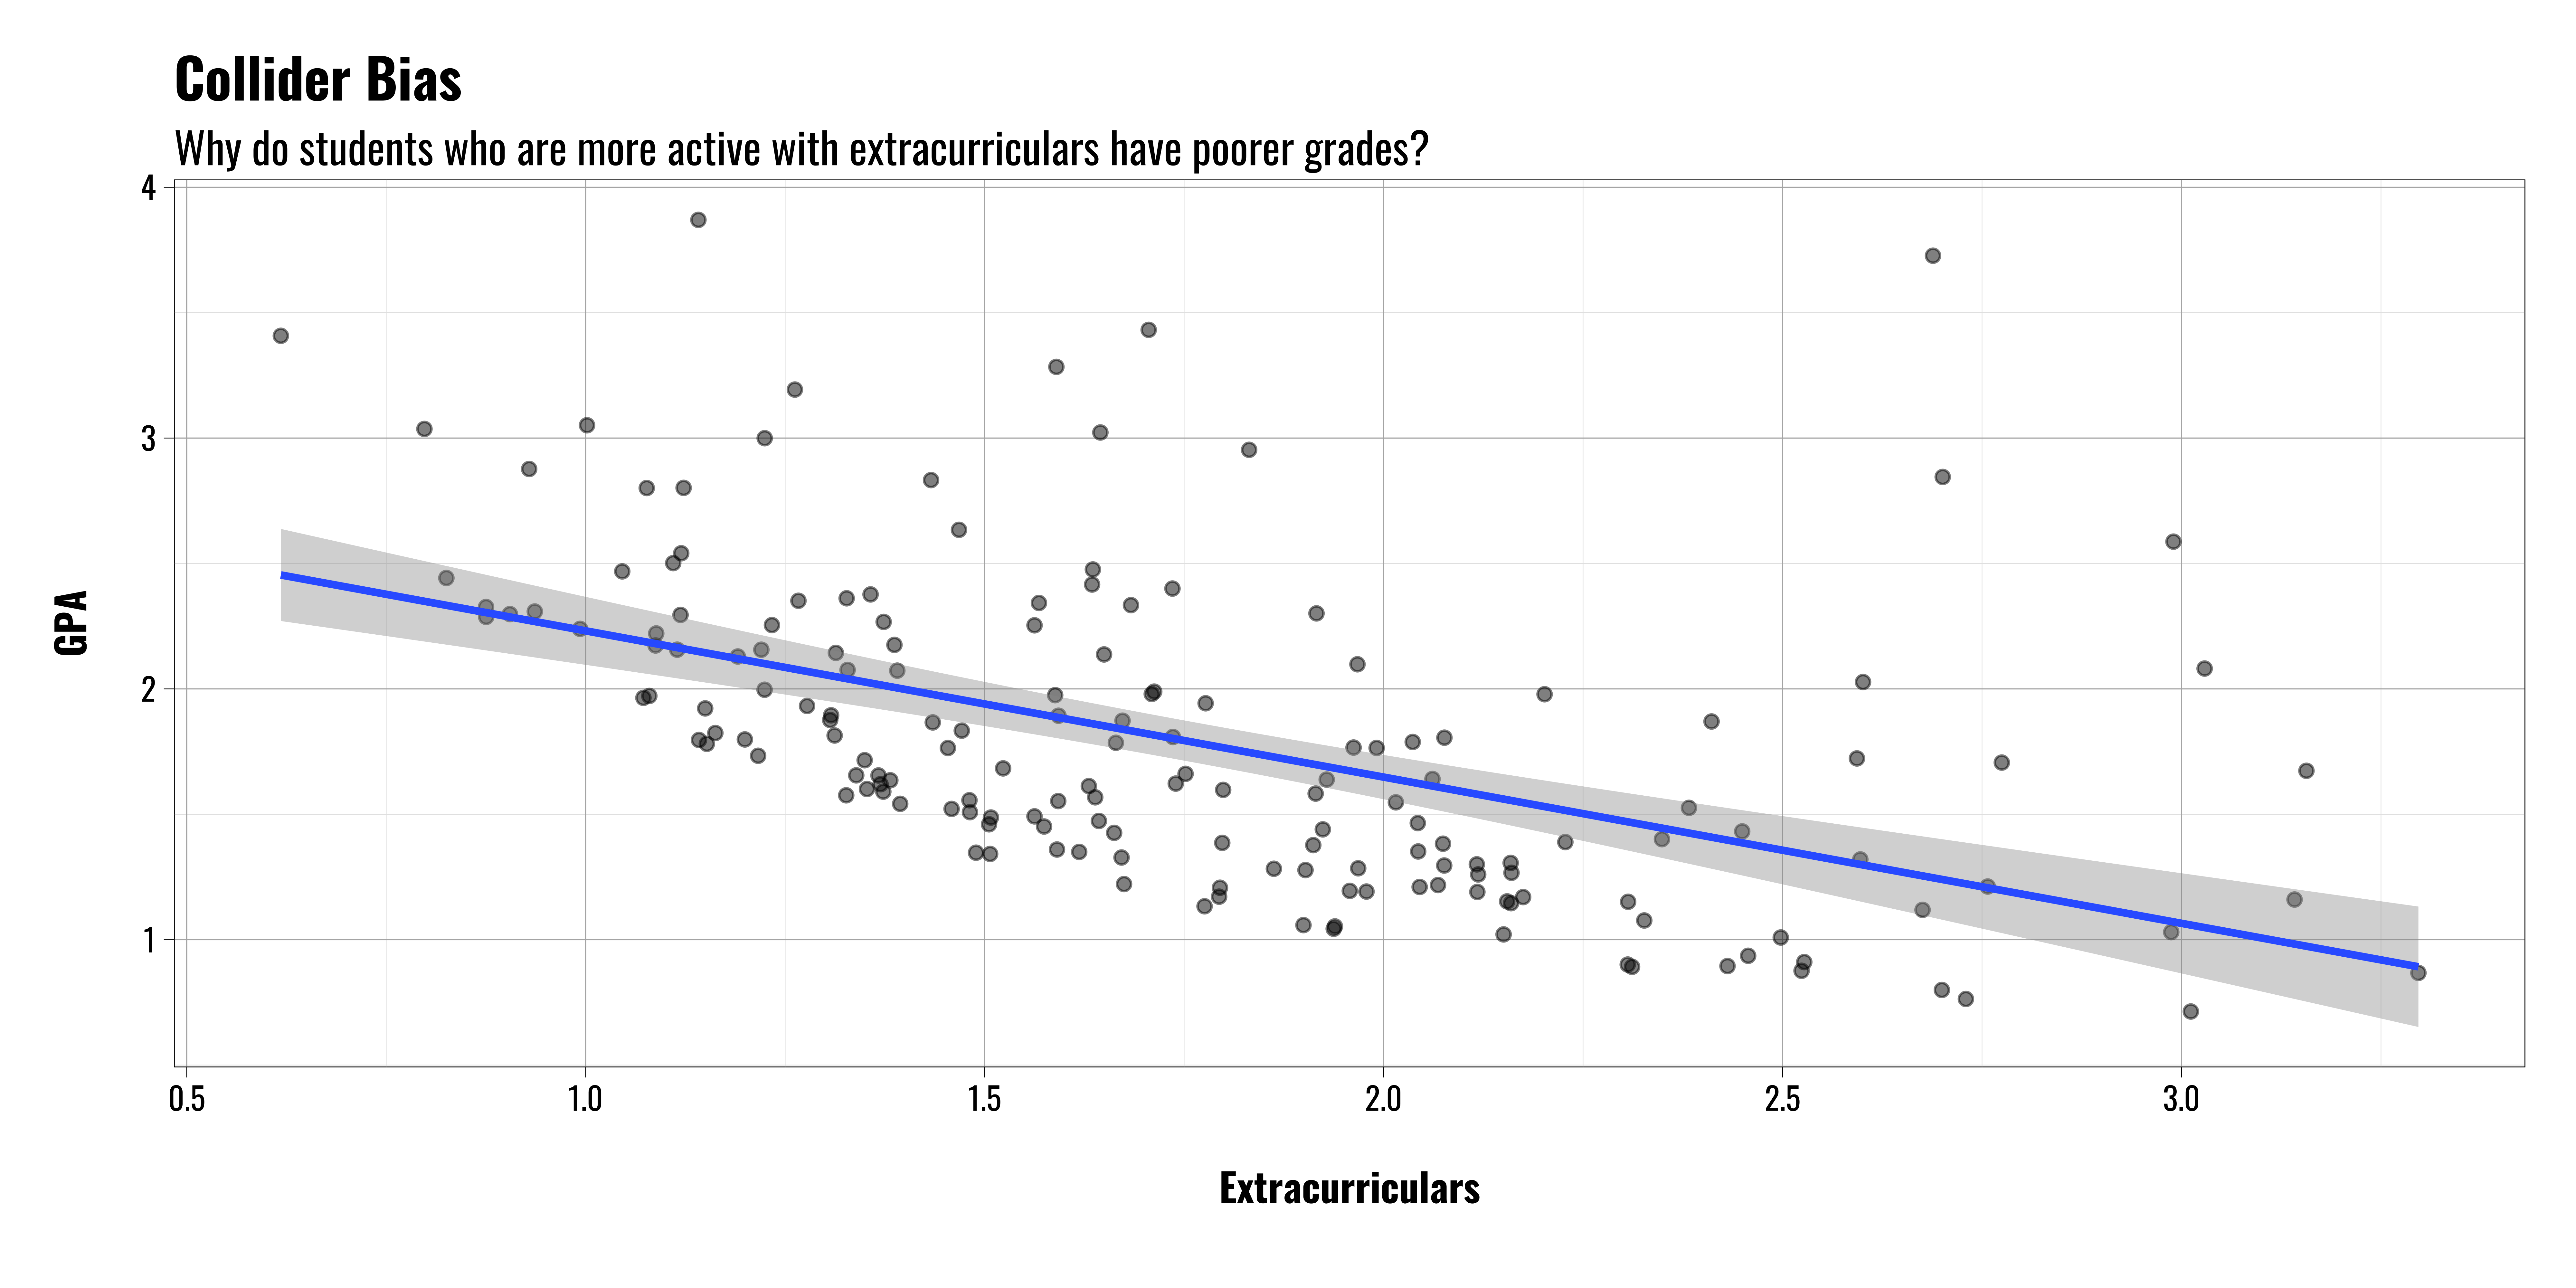 Collider Bias
Why do students who are more active with extracurriculars have poorer grades?
4
3
2
1
GPA
0.5 1.0 1.5 2.0 2.5 3.0
Extracurriculars